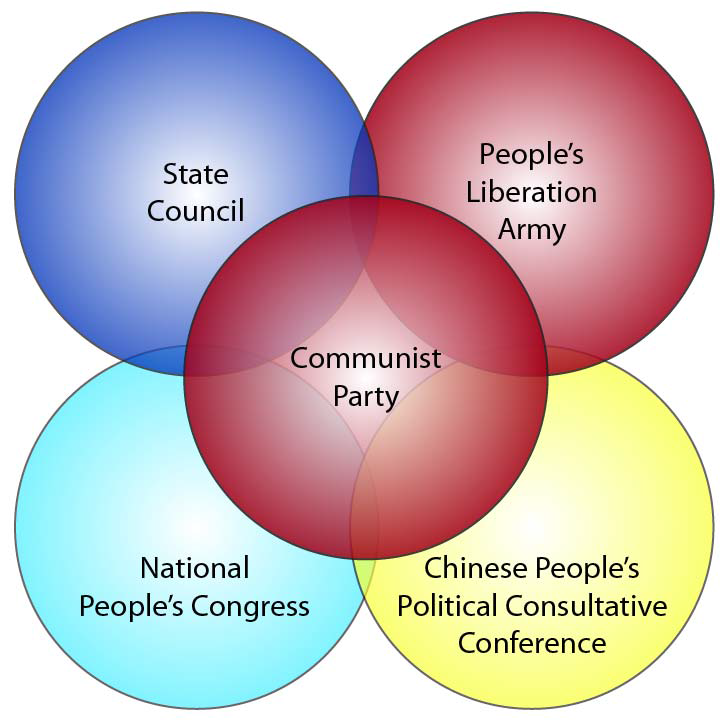 State
Council
People’s
Liberation
Army
Communist
Party
National
People’s Congress
Chinese People’s
Political Consultative
Conference